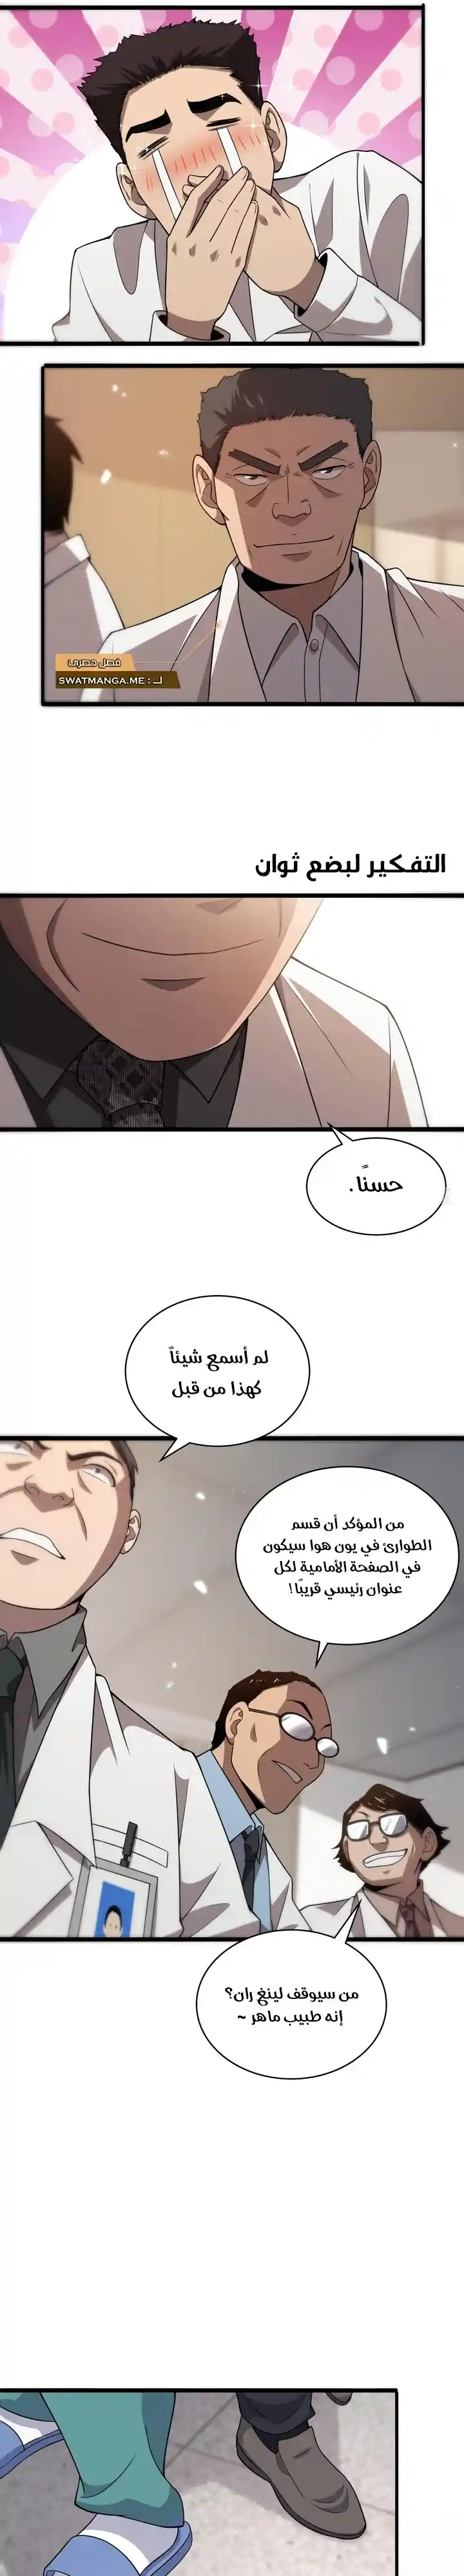 فصل حصري
لـ : SWATMANGA.ME
التفكير لبضع ثوان
حسنًا.
لم أسمع شيئاً
كهذا من قبل
من المؤكد أن قسم
الطوارئ في يون هوا سيكون
في الصفحة الأمامية لكل
عنوان رئيسي قريبًا!
من سيوقف لينغ ران؟
إنه طبيب ماهر ~